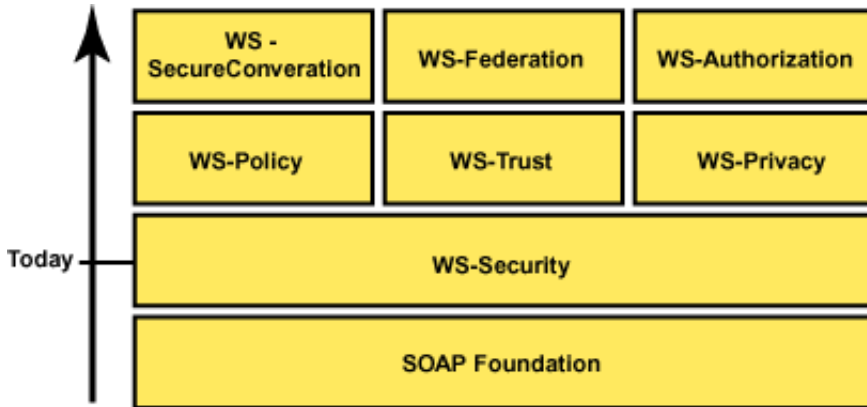 WS -
SecureConveration
WS-Federation
WS-Authorization
WS-Policy
WS-Trust
WS-Privacy
Today
WS-Security
SOAP Foundation